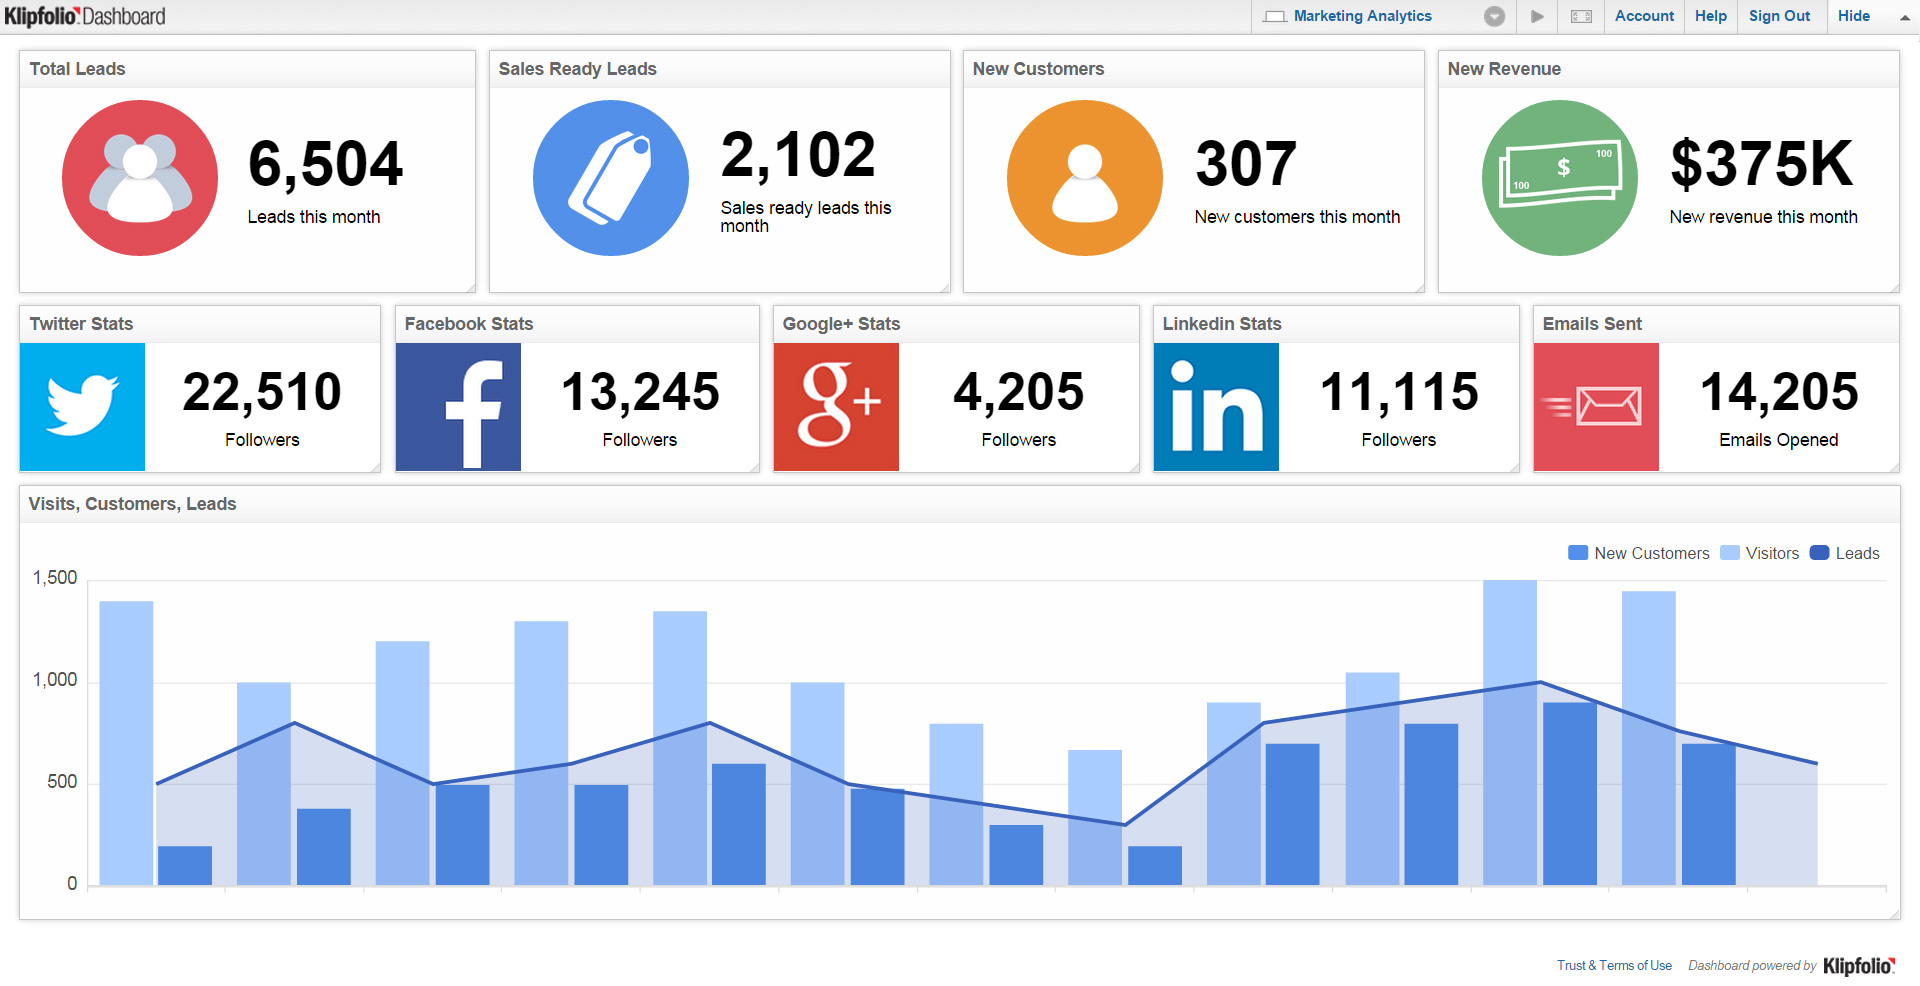 Klipfolio Dashboard
Marketing Analytics
Account
Help
Sign Out
Hide
Total Leads
6,504
Leads this month
Sales Ready Leads
2,102
Sales ready leads this
month
New Customers
307
New customers this month
New Revenue
$
100
100
$375K
New revenue this month
Twitter Stats
22,510
Followers
Facebook Stats
f
13,245
Followers
Google+ Stats
g+
4,205
Followers
Linkedin Stats
in
11,115
Followers
Emails Sent
14,205
Emails Opened
Visits, Customers, Leads
New Customers
Visitors
Leads
1,500
1,000
500
0
Trust & Terms of Use
Dashboard powered by Klipfolio